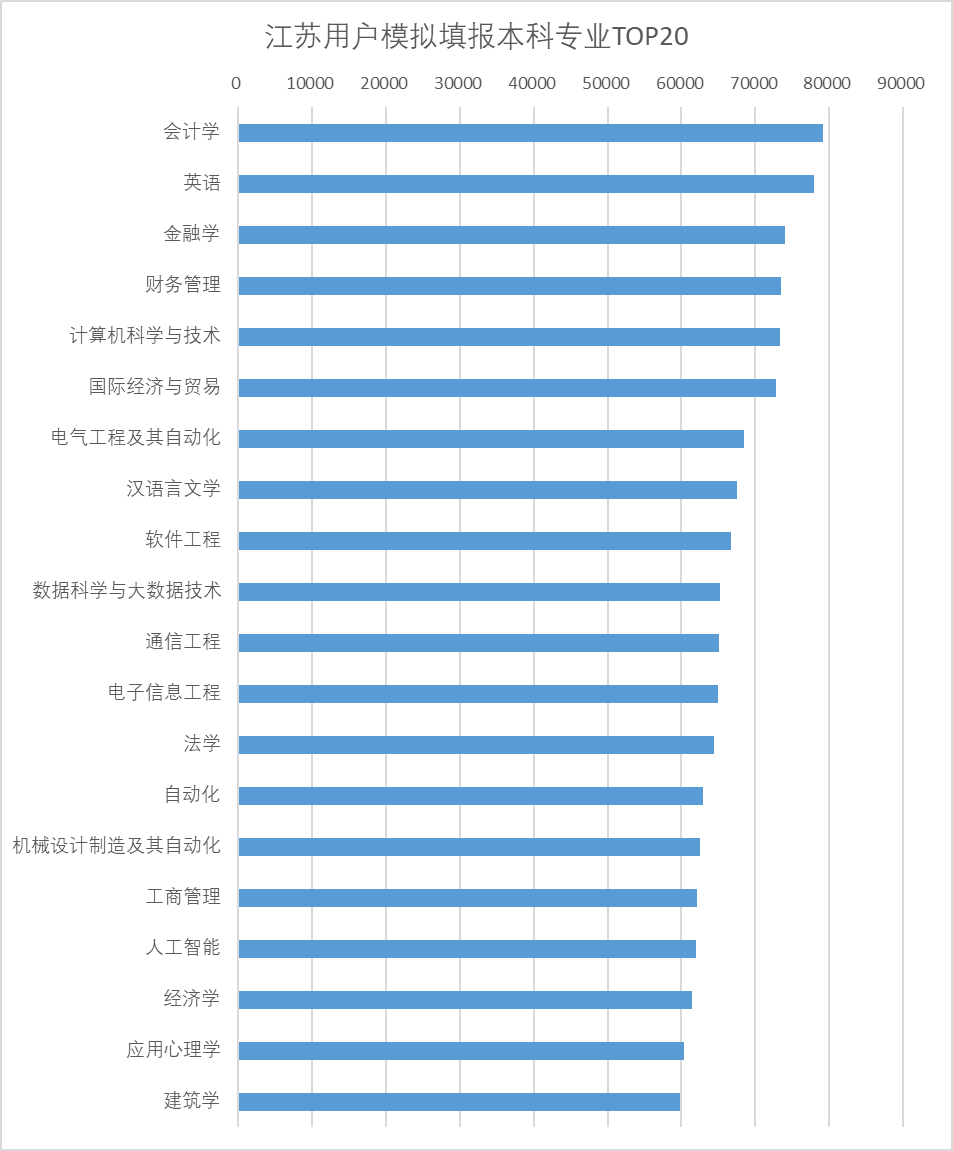 江苏用户模拟填报本科专业TOP20
0 10000 20000 30000 40000 50000 60000 70000 80000 90000
会计学
英语
金融学
财务管理
计算机科学与技术
国际经济与贸易
电气工程及其自动化
汉语言文学
软件工程
数据科学与大数据技术
通信工程
电子信息工程
法学
自动化
机械设计制造及其自动化
工商管理
人工智能
经济学
应用心理学
建筑学